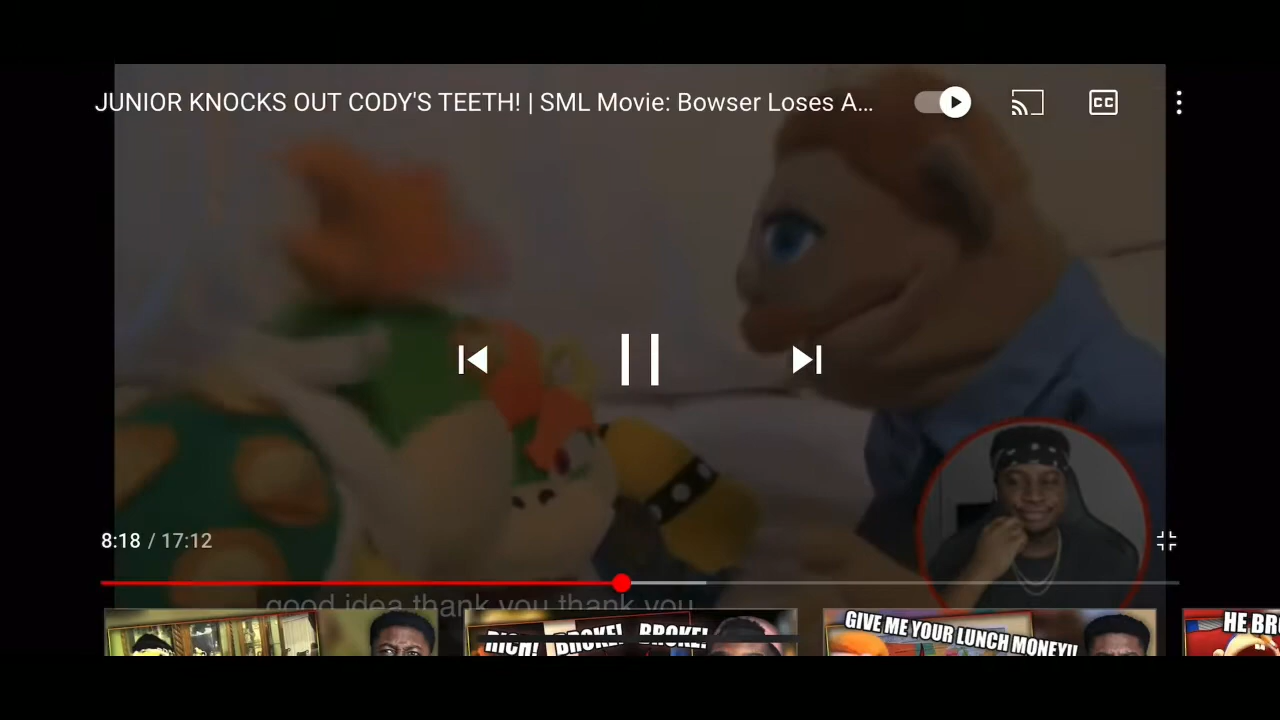 JUNIOR KNOCKS OUT CODY'S TEETH! | SML Movie: Bowser Loses A...
CC
8:18 / 17:12
good idea thank you thank you
RICH! BROKE! BROKE!
GIVE ME YOUR LUNCH MONEY!!
HE BRO